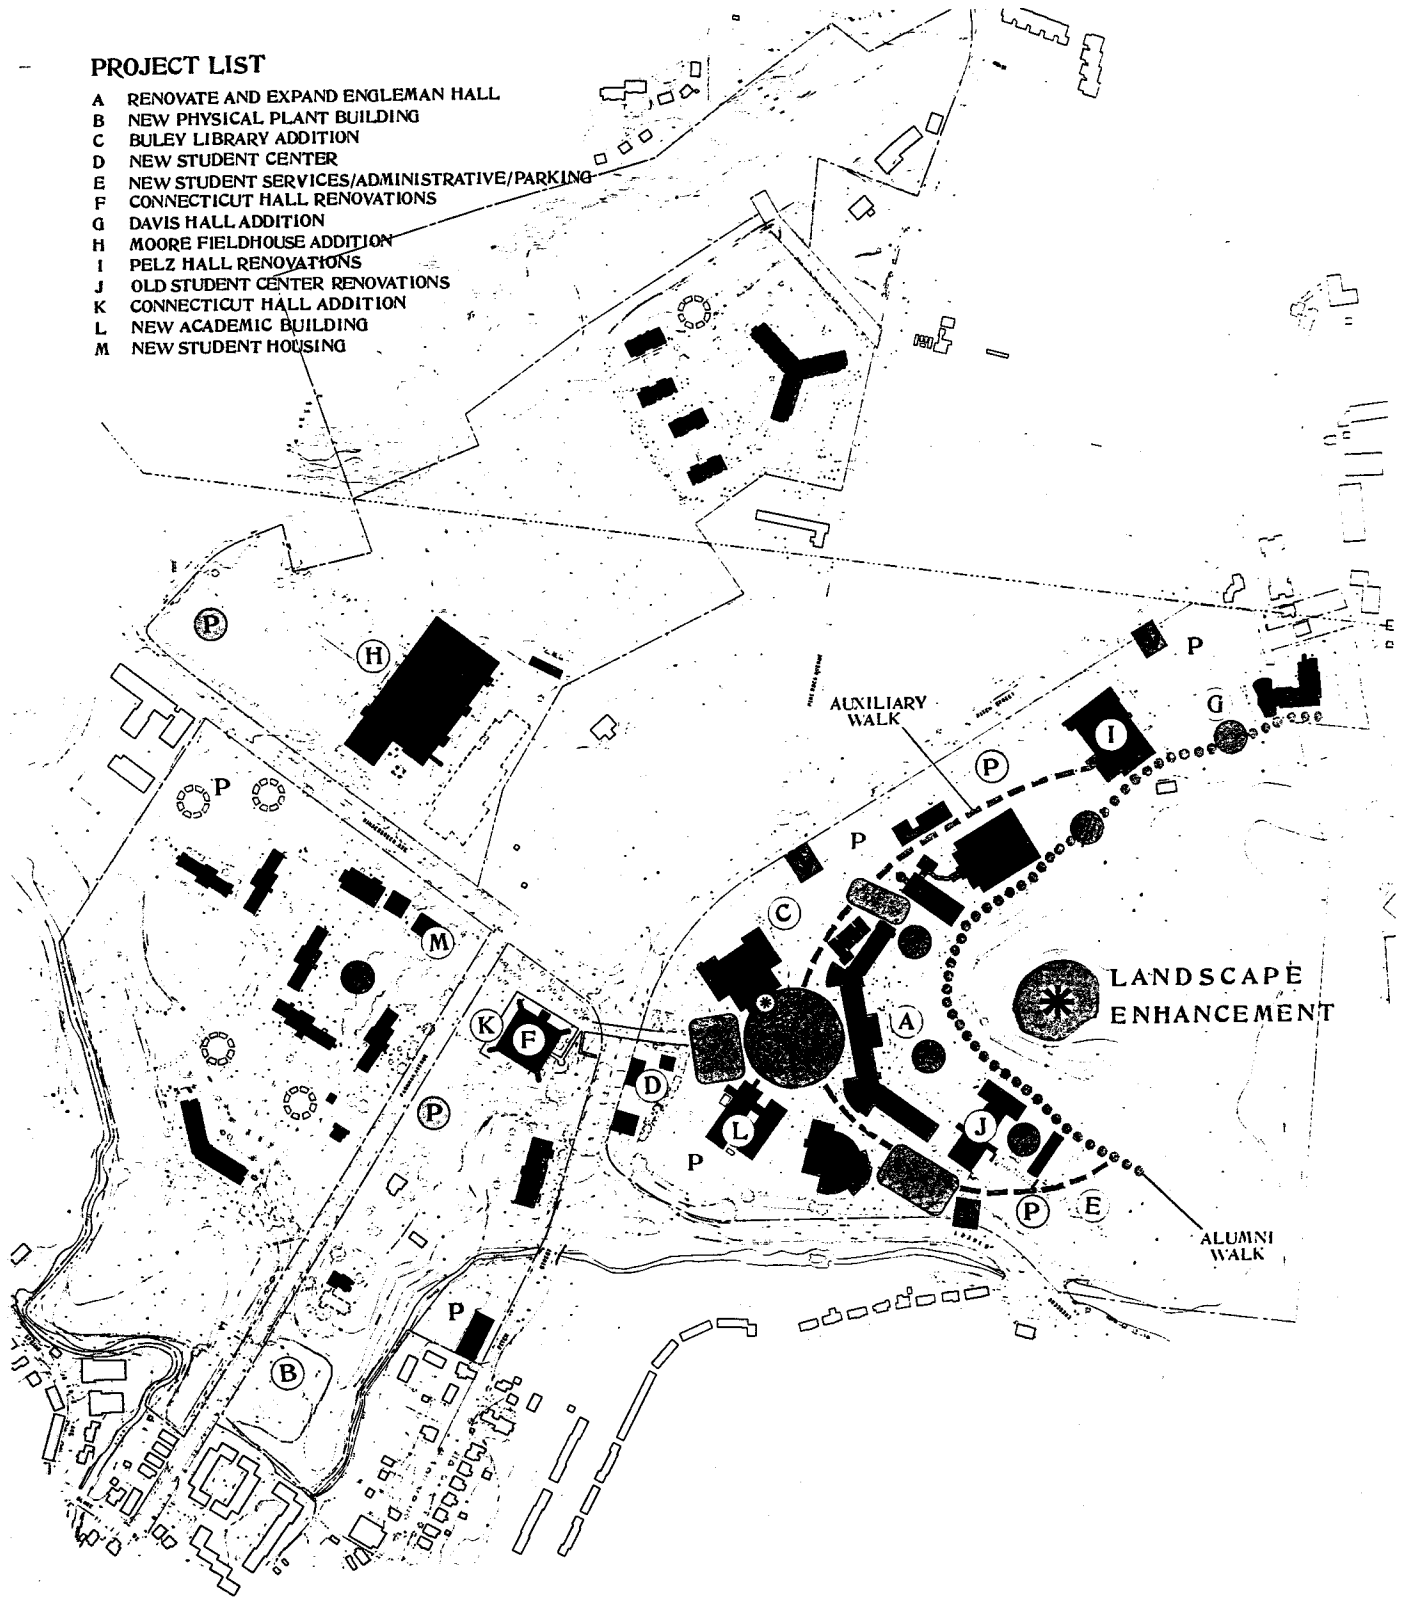 PROJECT LIST
A RENOVATE AND EXPAND ENGLEMAN HALL
B NEW PHYSICAL PLANT BUILDING
C BULEY LIBRARY ADDITION
D NEW STUDENT CENTER
E NEW STUDENT SERVICES/ADMINISTRATIVE/PARKING
F CONNECTICUT HALL RENOVATIONS
G DAVIS HALL ADDITION
H MOORE FIELDHOUSE ADDITION
I PELZ HALL RENOVATIONS
J OLD STUDENT CENTER RENOVATIONS
K CONNECTICUT HALL ADDITION
L NEW ACADEMIC BUILDING
M NEW STUDENT HOUSING
P
H
P
AUXILIARY
WALK
G
I
P
P
P
C
M
LANDSCAPE
ENHANCEMENT
K
F
A
D
P
L
J
P
P
E
ALUMNI
WALK
P
B